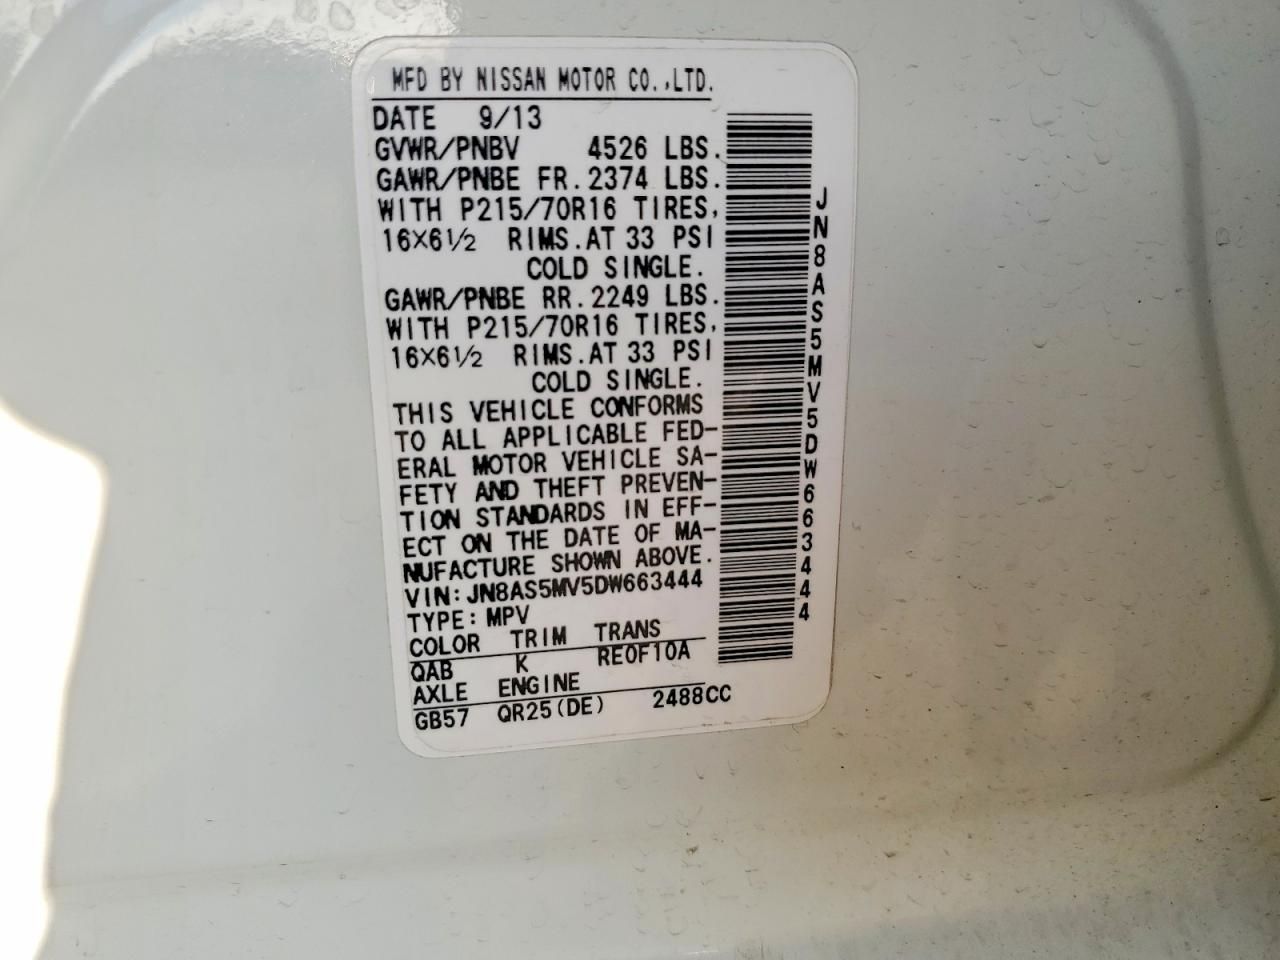 MFD BY NISSAN MOTOR CO.,LTD.
DATE 9/13
GVWR/PNBV 4526 LBS.
GAWR/PNBE FR.2374 LBS.
WITH P215/70R16 TIRES,
16×6½ RIMS.AT 33 PSI
COLD SINGLE.
GAWR/PNBE RR.2249 LBS.
WITH P215/70R16 TIRES,
16×6½ RIMS.AT 33 PSI
COLD SINGLE.
THIS VEHICLE CONFORMS
TO ALL APPLICABLE FED-
ERAL MOTOR VEHICLE SA-
FETY AND THEFT PREVEN-
TION STANDARDS IN EFF-
ECT ON THE DATE OF MA-
NUFACTURE SHOWN ABOVE.
VIN:JN8AS5MV5DW663444
TYPE:MPV
COLOR TRIM TRANS
QAB K RE0F10A
AXLE ENGINE
GB57 QR25(DE) 2488CC
JN8AS5MV5DW663444